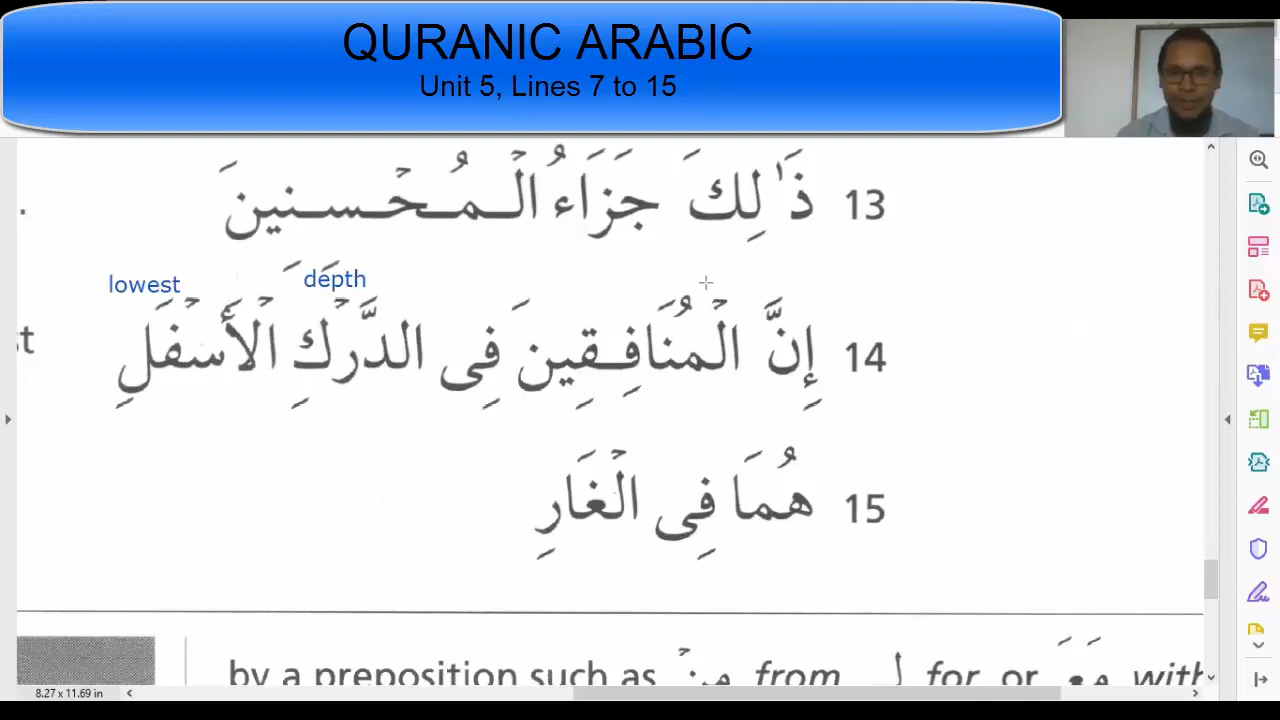 QURANIC ARABIC
Unit 5, Lines 7 to 15
13 ذَٰلِكَ جَزَاءُ الْمُحْسنينَ
lowest depth
14 إِنَّ الْمُنَافِقِينَ فِى الدَّرْكِ الْأَسْفَلِ
15 هُمَا فِى الْغَارِ
by a preposition such as مِنْ from لِ for or مَعَ with
8.27 x 11.69 in